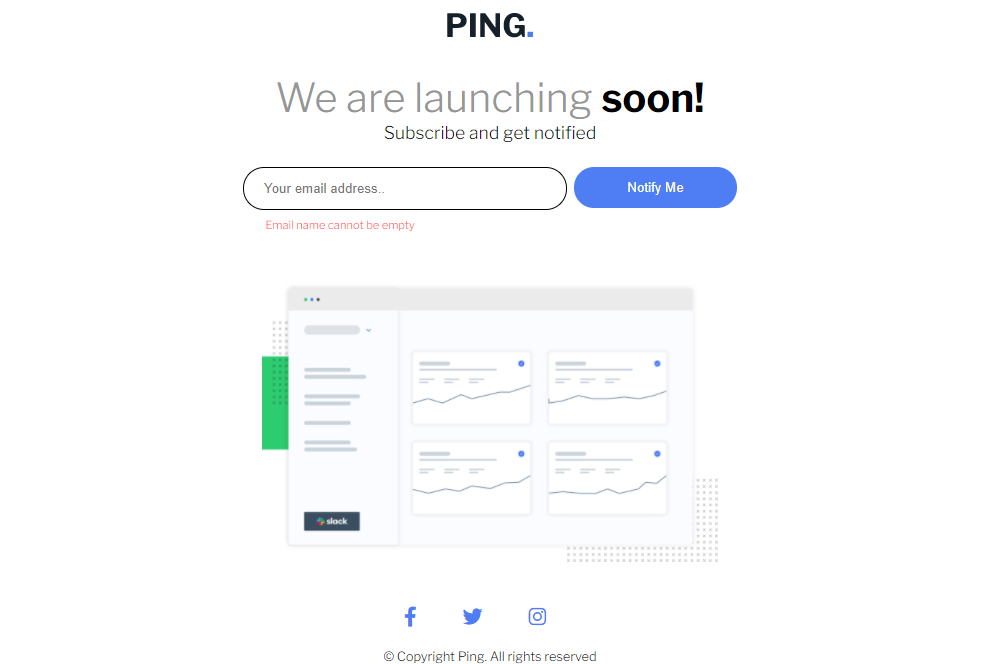 PING.
We are launching soon!
Subscribe and get notified
Your email address..
Notify Me
Email name cannot be empty
slack
© Copyright Ping. All rights reserved